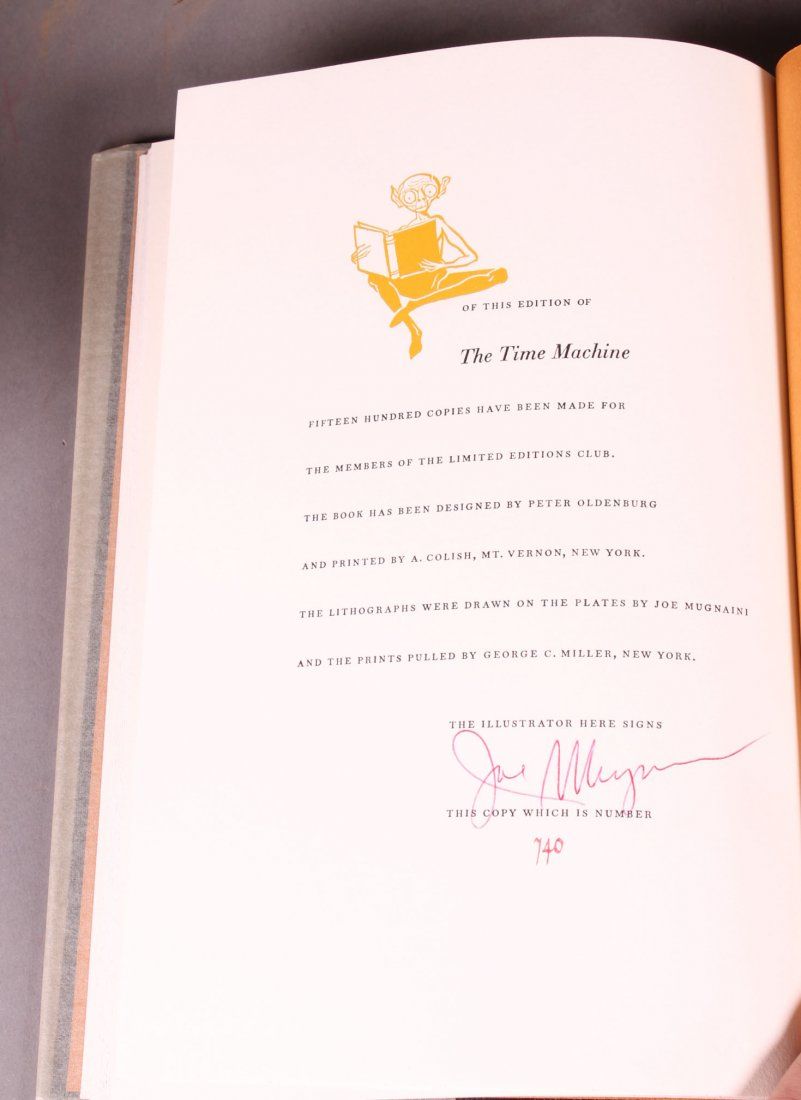 OF THIS EDITION OF
The Time Machine
FIFTEEN HUNDRED COPIES HAVE BEEN MADE FOR
THE MEMBERS OF THE LIMITED EDITIONS CLUB.
THE BOOK HAS BEEN DESIGNED BY PETER OLDENBURG
AND PRINTED BY A. COLISH, MT. VERNON, NEW YORK.
THE LITHOGRAPHS WERE DRAWN ON THE PLATES BY JOE MUGNAINI
AND THE PRINTS PULLED BY GEORGE C. MILLER, NEW YORK.
THE ILLUSTRATOR HERE SIGNS
Joe Mugnaini
THIS COPY WHICH IS NUMBER
740